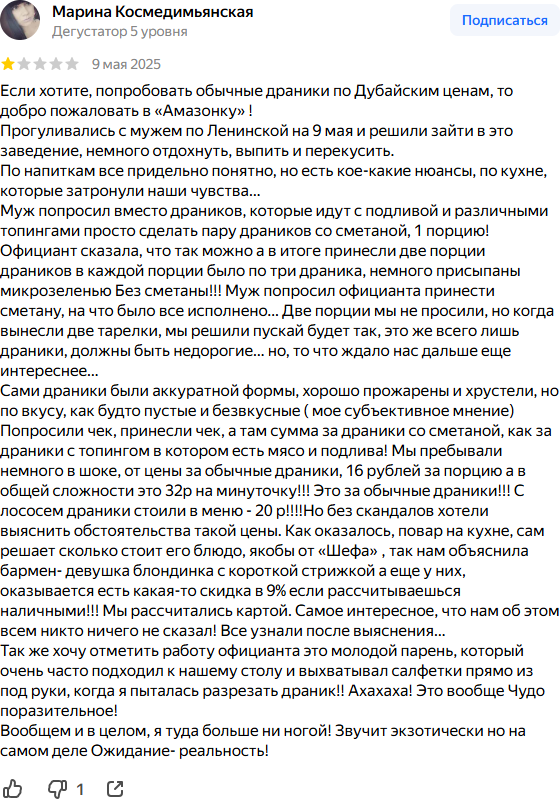 Марина Космедимьянская
Дегустатор 5 уровня
Подписаться
9 мая 2025
Если хотите, попробовать обычные драники по Дубайским ценам, то
добро пожаловать в «Амазонку» !
Прогуливались с мужем по Ленинской на 9 мая и решили зайти в это
заведение, немного отдохнуть, выпить и перекусить.
По напиткам все придельно понятно, но есть кое-какие нюансы, по кухне,
которые затронули наши чувства...
Муж попросил вместо драников, которые идут с подливой и различными
топингами просто сделать пару драников со сметаной, 1 порцию!
Официант сказала, что так можно а в итоге принесли две порции
драников в каждой порции было по три драника, немного присыпаны
микрозеленью Без сметаны!!! Муж попросил официанта принести
сметану, на что было все исполнено... Две порции мы не просили, но когда
вынесли две тарелки, мы решили пускай будет так, это же всего лишь
драники, должны быть недорогие... но, то что ждало нас дальше еще
интереснее...
Сами драники были аккуратной формы, хорошо прожарены и хрустели, но
по вкусу, как будто пустые и безвкусные ( мое субъективное мнение)
Попросили чек, принесли чек, а там сумма за драники со сметаной, как за
драники с топингом в котором есть мясо и подлива! Мы пребывали
немного в шоке, от цены за обычные драники, 16 рублей за порцию а в
общей сложности это 32р на минуточку!!! Это за обычные драники!!! С
лососем драники стоили в меню - 20 р!!!!Но без скандалов хотели
выяснить обстоятельства такой цены. Как оказалось, повар на кухне, сам
решает сколько стоит его блюдо, якобы от «Шефа» , так нам объяснила
бармен- девушка блондинка с короткой стрижкой а еще у них,
оказывается есть какая-то скидка в 9% если рассчитываешься
наличными!!! Мы рассчитались картой. Самое интересное, что нам об этом
всем никто ничего не сказал! Все узнали после выяснения...
Так же хочу отметить работу официанта это молодой парень, который
очень часто подходил к нашему столу и выхватывал салфетки прямо из
под руки, когда я пыталась разрезать драник!! Ахахаха! Это вообще Чудо
поразительное!
Вообщем и в целом, я туда больше ни ногой! Звучит экзотически но на
самом деле Ожидание- реальность!
1